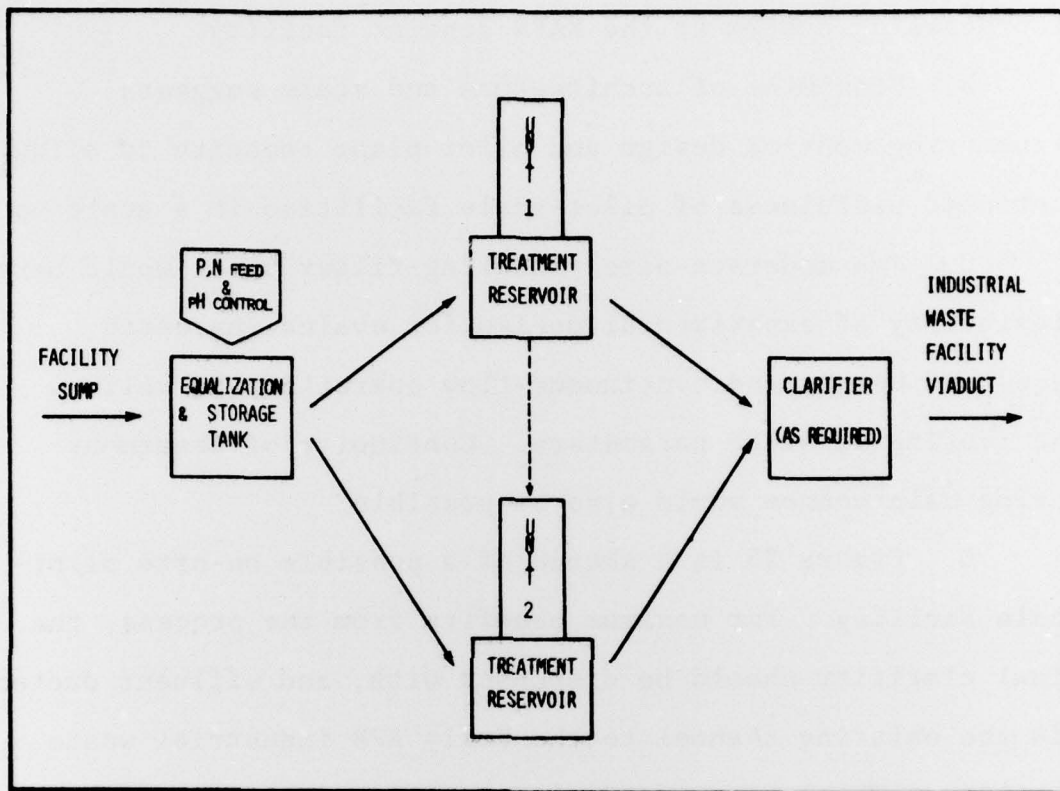 FACILITY
SUMP
P,N FEED
&
pH CONTROL
EQUALIZATION
& STORAGE
TANK
UNIT
1
TREATMENT
RESERVOIR
UNIT
2
TREATMENT
RESERVOIR
CLARIFIER
(AS REQUIRED)
INDUSTRIAL
WASTE
FACILITY
VIADUCT